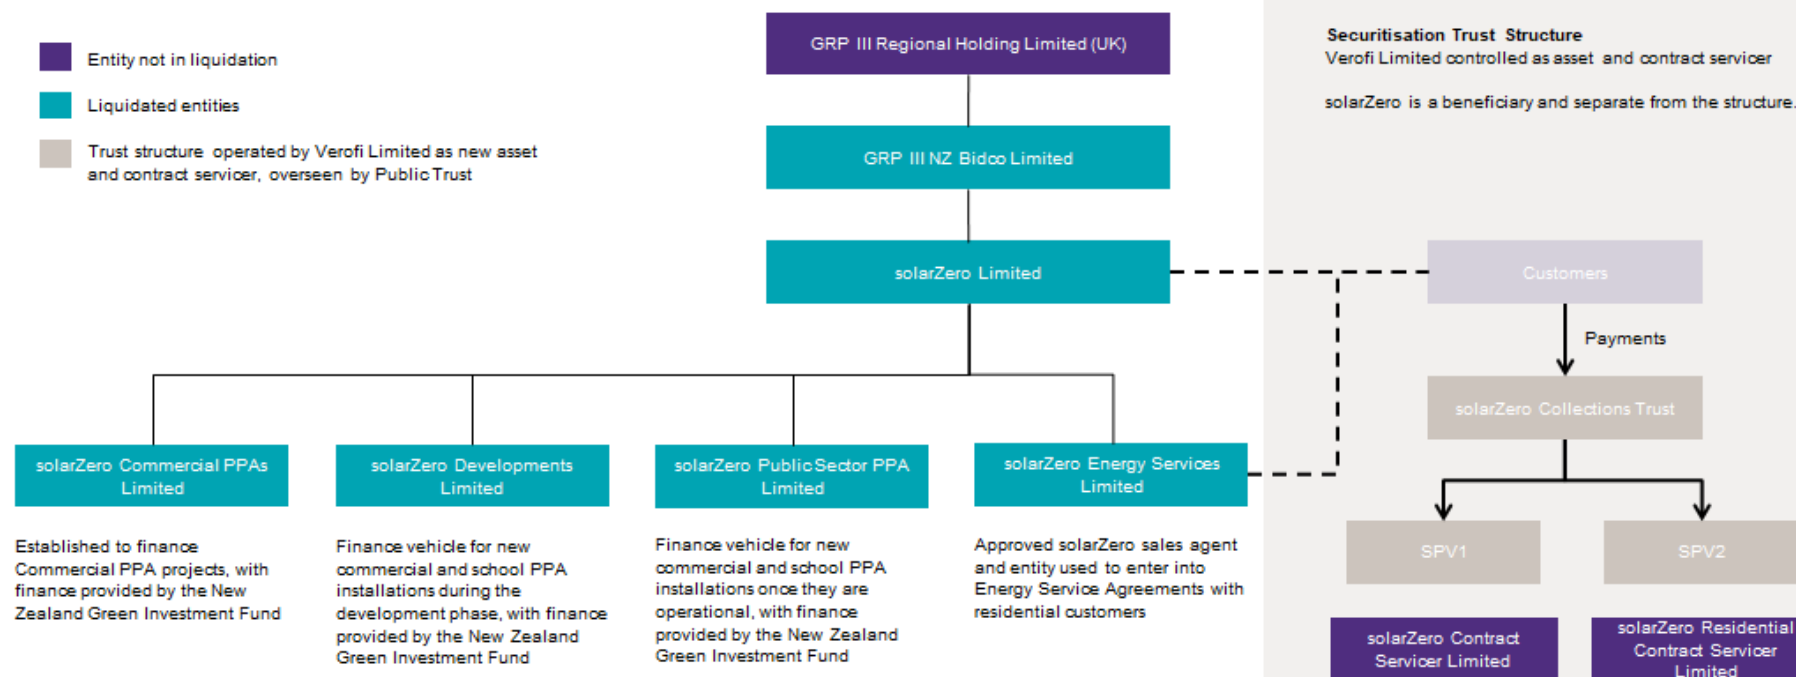 GRP III Regional Holding Limited (UK)
Entity not in liquidation
Liquidated entities
Trust structure operated by Verofi Limited as new asset
and contract servicer, overseen by Public Trust
GRP III NZ Bidco Limited
solarZero Limited
solarZero Commercial PPAs
Limited
Established to finance
Commercial PPA projects, with
finance provided by the New
Zealand Green Investment Fund
solarZero Developments
Limited
Finance vehicle for new
commercial and school PPA
installations during the
development phase, with finance
provided by the New Zealand
Green Investment Fund
solarZero Public Sector PPA
Limited
Finance vehicle for new
commercial and school PPA
installations once they are
operational, with finance
provided by the New Zealand
Green Investment Fund
solarZero Energy Services
Limited
Approved solarZero sales agent
and entity used to enter into
Energy Service Agreements with
residential customers
Securitisation Trust Structure
Verofi Limited controlled as asset and contract servicer
solarZero is a beneficiary and separate from the structure.
Customers
Payments
solarZero Collections Trust
SPV1
SPV2
solarZero Contract
Servicer Limited
solarZero Residential
Contract Servicer
Limited